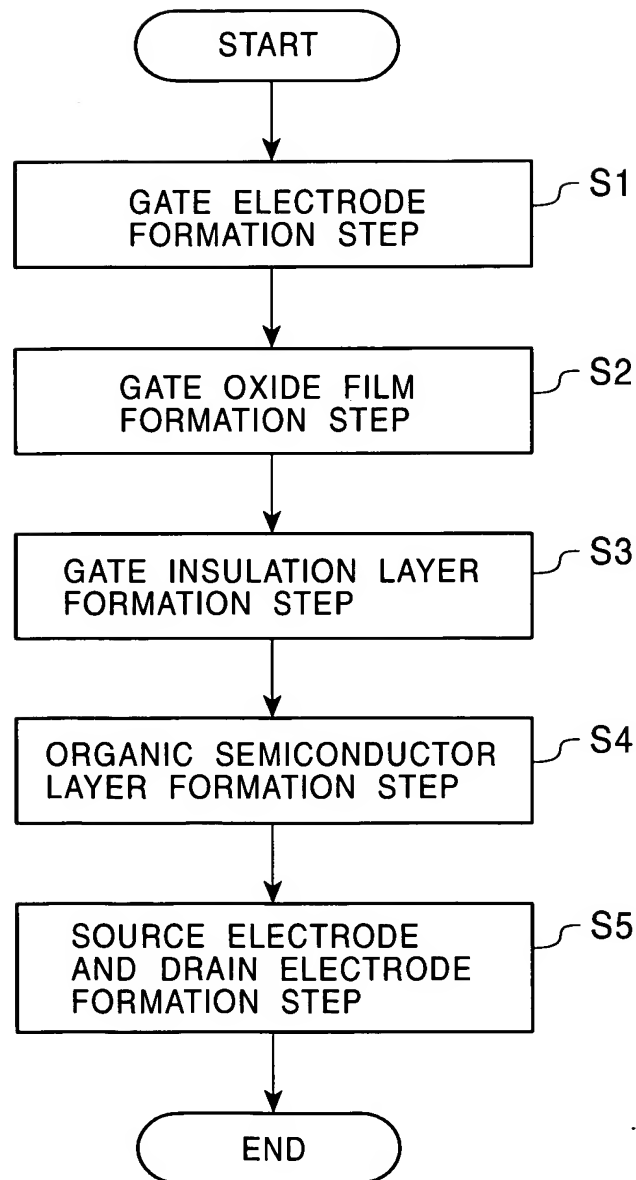 START
GATE ELECTRODE
FORMATION STEP
S1
GATE OXIDE FILM
FORMATION STEP
S2
GATE INSULATION LAYER
FORMATION STEP
S3
ORGANIC SEMICONDUCTOR
LAYER FORMATION STEP
S4
SOURCE ELECTRODE
AND DRAIN ELECTRODE
FORMATION STEP
S5
END